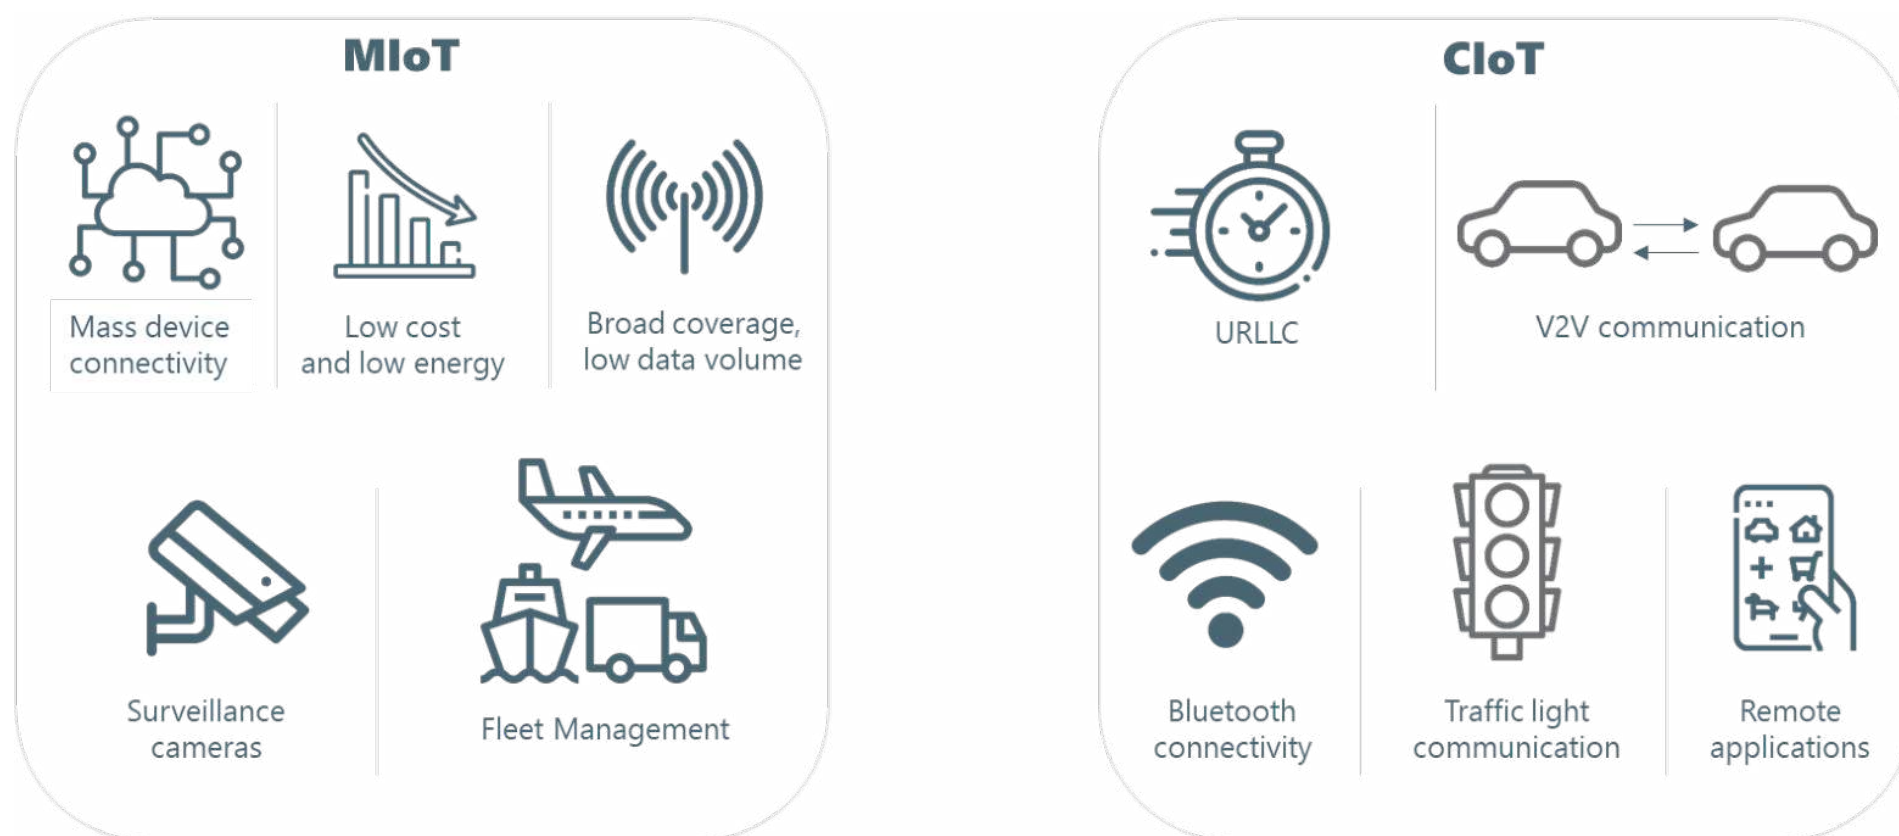 MIoT
Mass device
connectivity
Low cost
and low energy
Broad coverage,
low data volume
Surveillance
cameras
Fleet Management
CIoT
URLLC
V2V communication
Bluetooth
connectivity
Traffic light
communication
Remote
applications